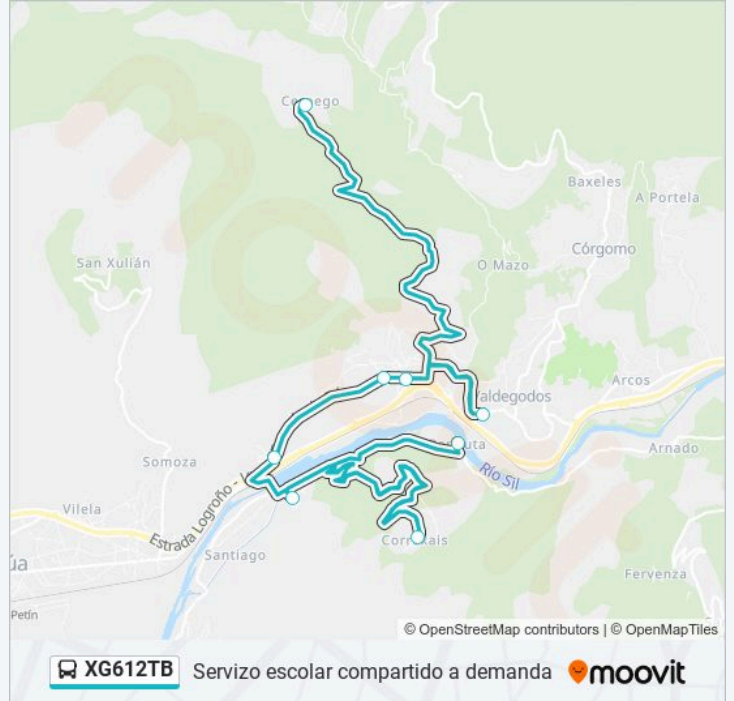 Baxeles
A Portela
Córgomo
San Xulián
O Mazo
Arcos
Somoza
Arnado
Río Sil
Vilela
Estrada Logroño - V
Santiago
Fervenza
Petín
© OpenStreetMap contributors | © OpenMapTiles
XG612TB Servizo escolar compartido a demanda moovit